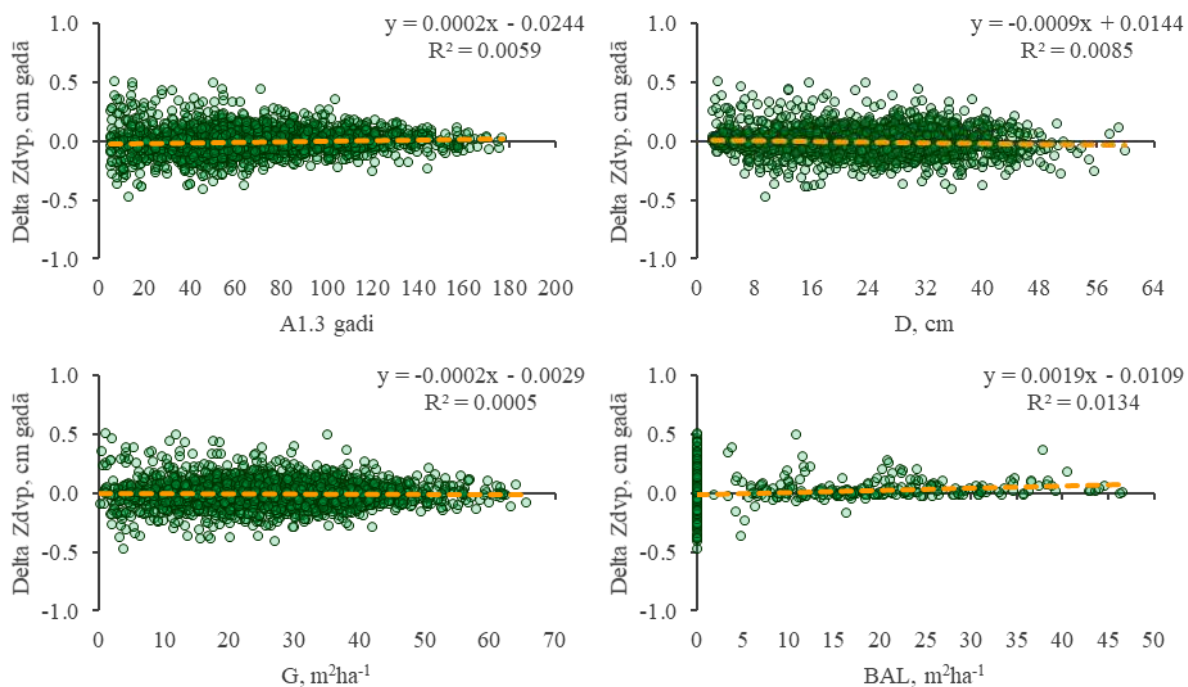 y = 0.0002x - 0.0244
R² = 0.0059
Delta Zdvp, cm gadā
1.0
0.5
0.0
-0.5
-1.0
0 20 40 60 80 100 120 140 160 180 200
A1.3 gadi
y = -0.0009x + 0.0144
R² = 0.0085
Delta Zdvp, cm gadā
1.0
0.5
0.0
-0.5
-1.0
0 8 16 24 32 40 48 56 64
D, cm
y = -0.0002x - 0.0029
R² = 0.0005
Delta Zdvp, cm gadā
1.0
0.5
0.0
-0.5
-1.0
0 10 20 30 40 50 60 70
G, m²ha⁻¹
y = 0.0019x - 0.0109
R² = 0.0134
Delta Zdvp, cm gadā
1.0
0.5
0.0
-0.5
-1.0
0 5 10 15 20 25 30 35 40 45 50
BAL, m²ha⁻¹